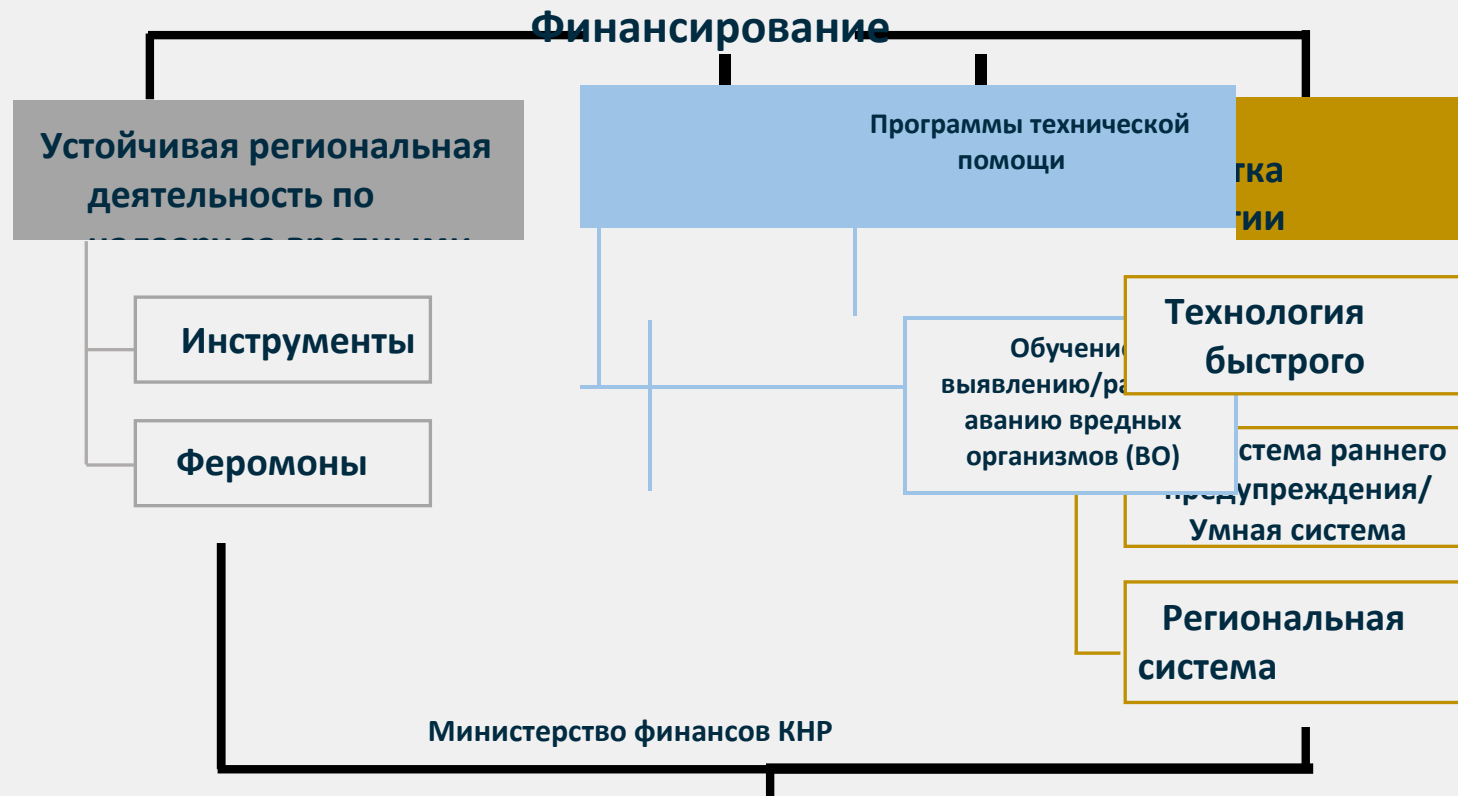 Финансирование
Устойчивая региональная
деятельность по
Программы технической
помощи
Инструменты
Феромоны
Обучение
выявлению/ра
аванию вредных
организмов (ВО)
тка
гии
Технология
быстрого
стема раннего
предупреждения/
Умная система
Региональная
система
Министерство финансов КНР